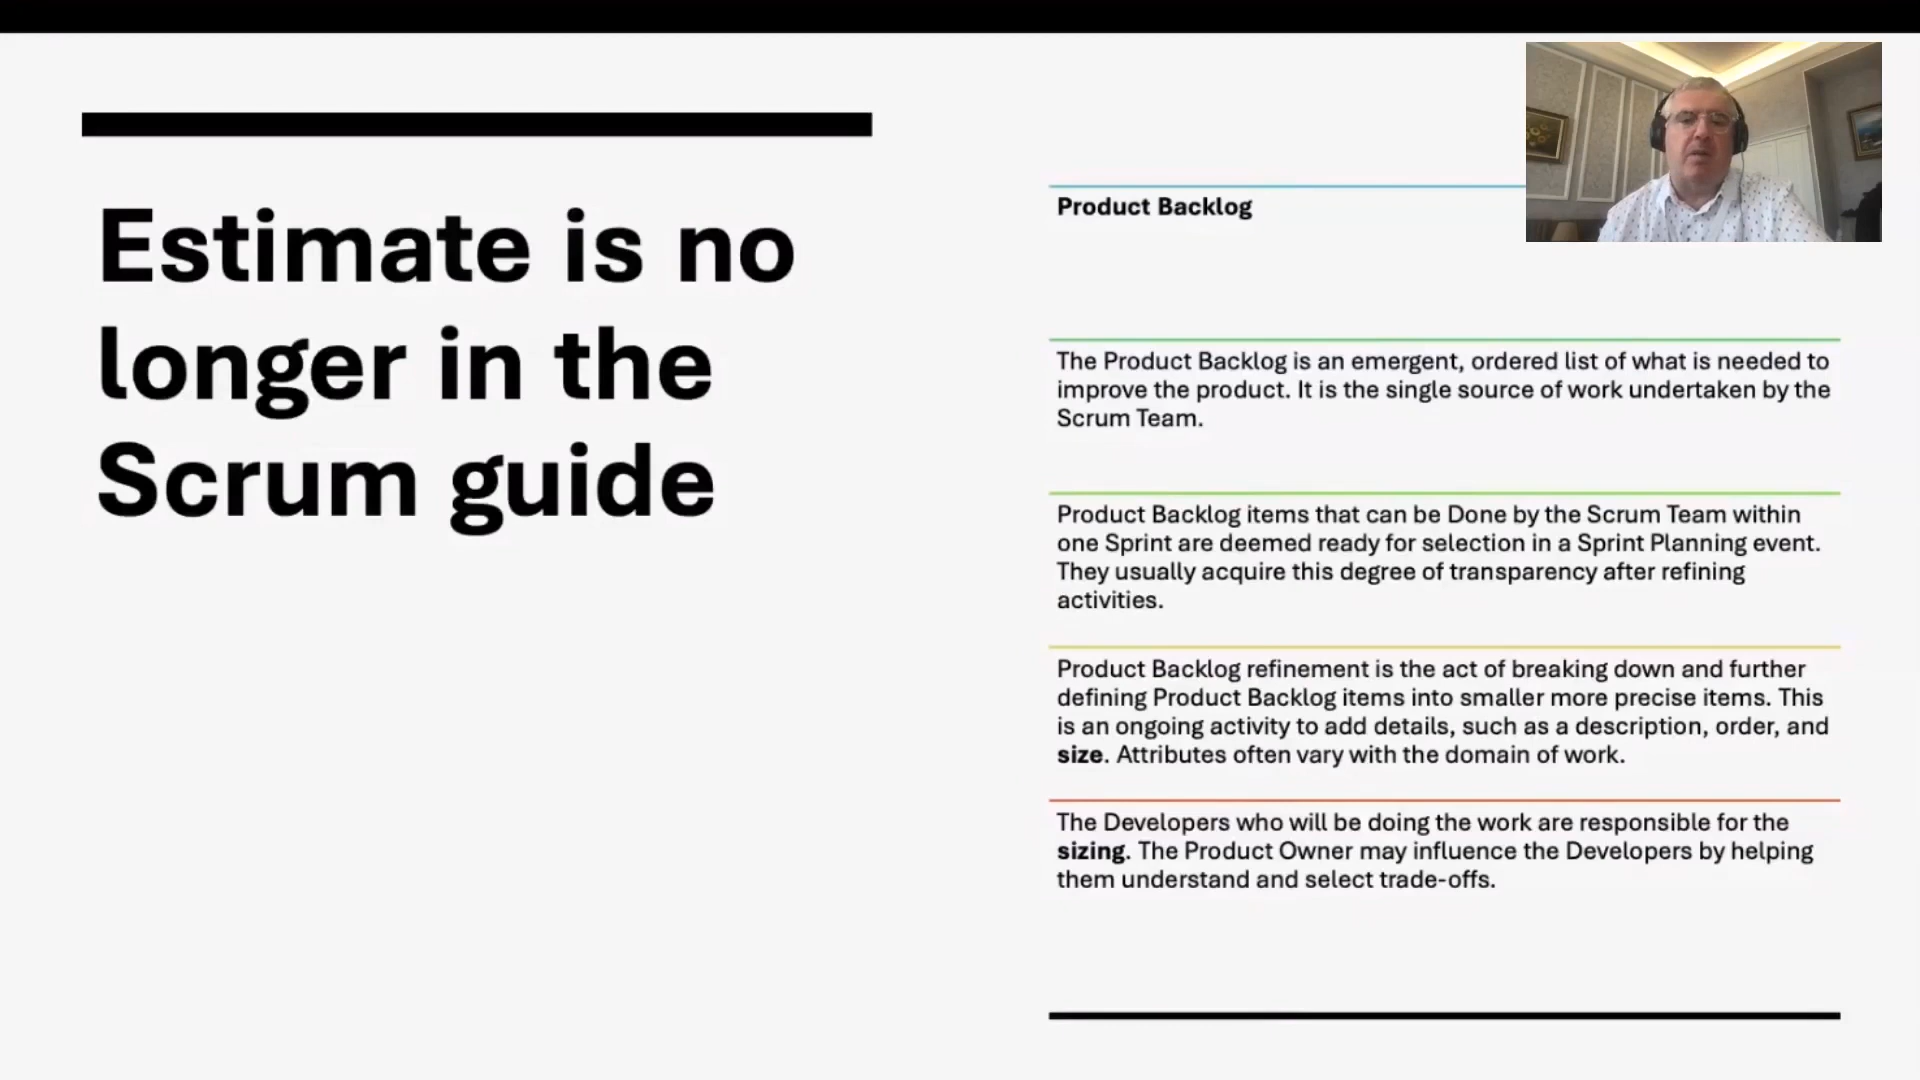 Estimate is no
longer in the
Scrum guide
Product Backlog
The Product Backlog is an emergent, ordered list of what is needed to
improve the product. It is the single source of work undertaken by the
Scrum Team.
Product Backlog items that can be Done by the Scrum Team within
one Sprint are deemed ready for selection in a Sprint Planning event.
They usually acquire this degree of transparency after refining
activities.
Product Backlog refinement is the act of breaking down and further
defining Product Backlog items into smaller more precise items. This
is an ongoing activity to add details, such as a description, order, and
size. Attributes often vary with the domain of work.
The Developers who will be doing the work are responsible for the
sizing. The Product Owner may influence the Developers by helping
them understand and select trade-offs.